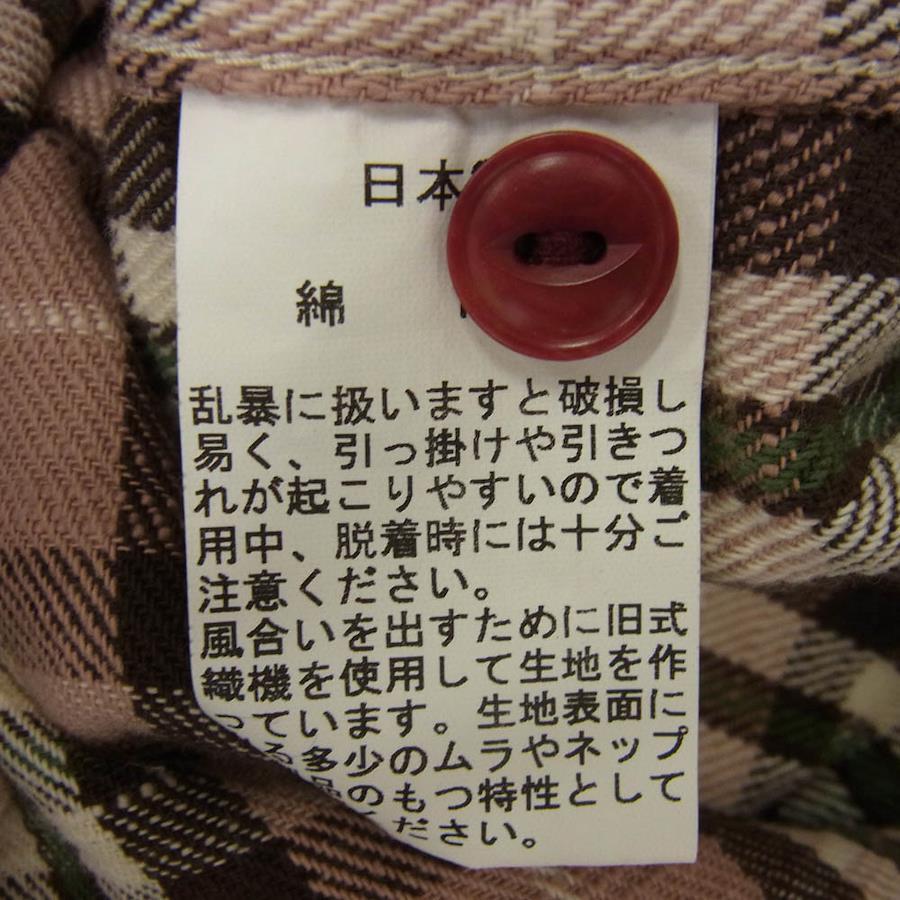 日本
綿
乱暴に扱いますと破損し
易く、引っ掛けや引きつ
れが起こりやすいので着
用中、脱着時には十分ご
注意ください。
風合いを出すために旧式
織機を使用して生地を作
っています。生地表面に
る多少のムラやネップ
品のもつ特性として
ください。